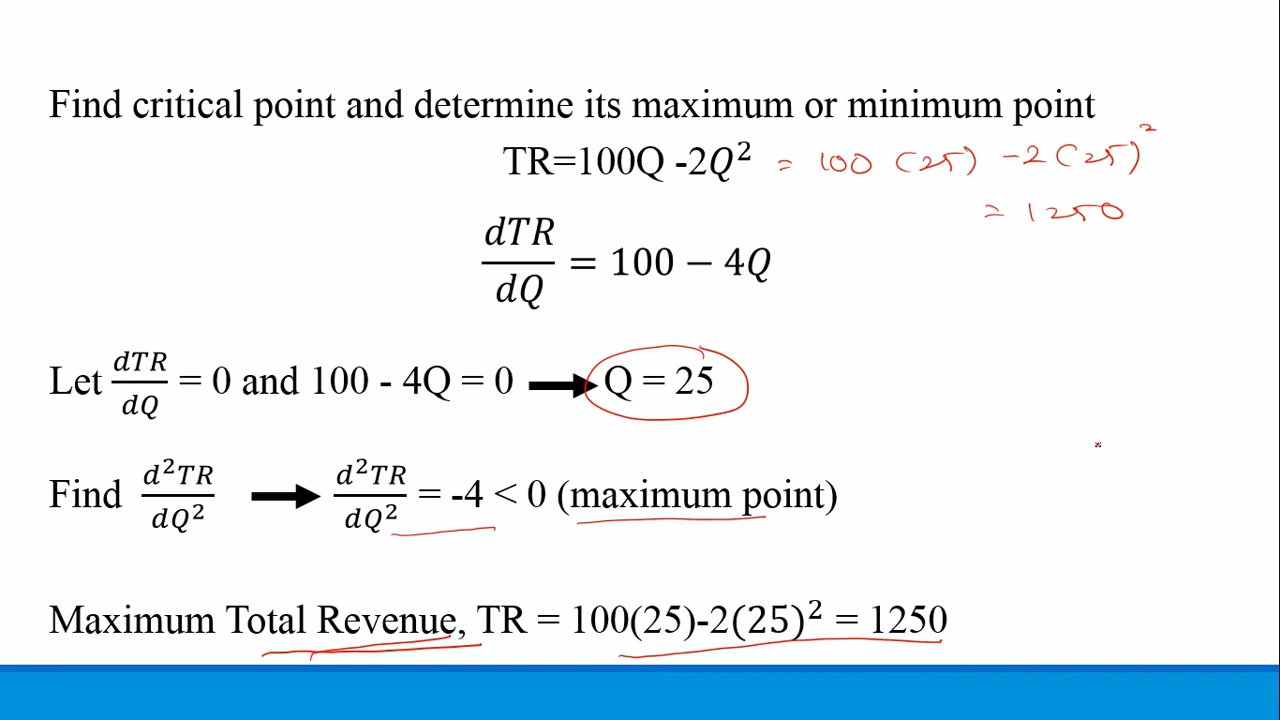 Find critical point and determine its maximum or minimum point
TR=100Q -2Q² = 100 (25) -2(25)²
= 1250
dTR/dQ = 100 − 4Q
Let dTR/dQ = 0 and 100 - 4Q = 0 ➡ Q = 25
Find d²TR/dQ² ➡ d²TR/dQ² = -4 < 0 (maximum point)
Maximum Total Revenue, TR = 100(25)-2(25)² = 1250